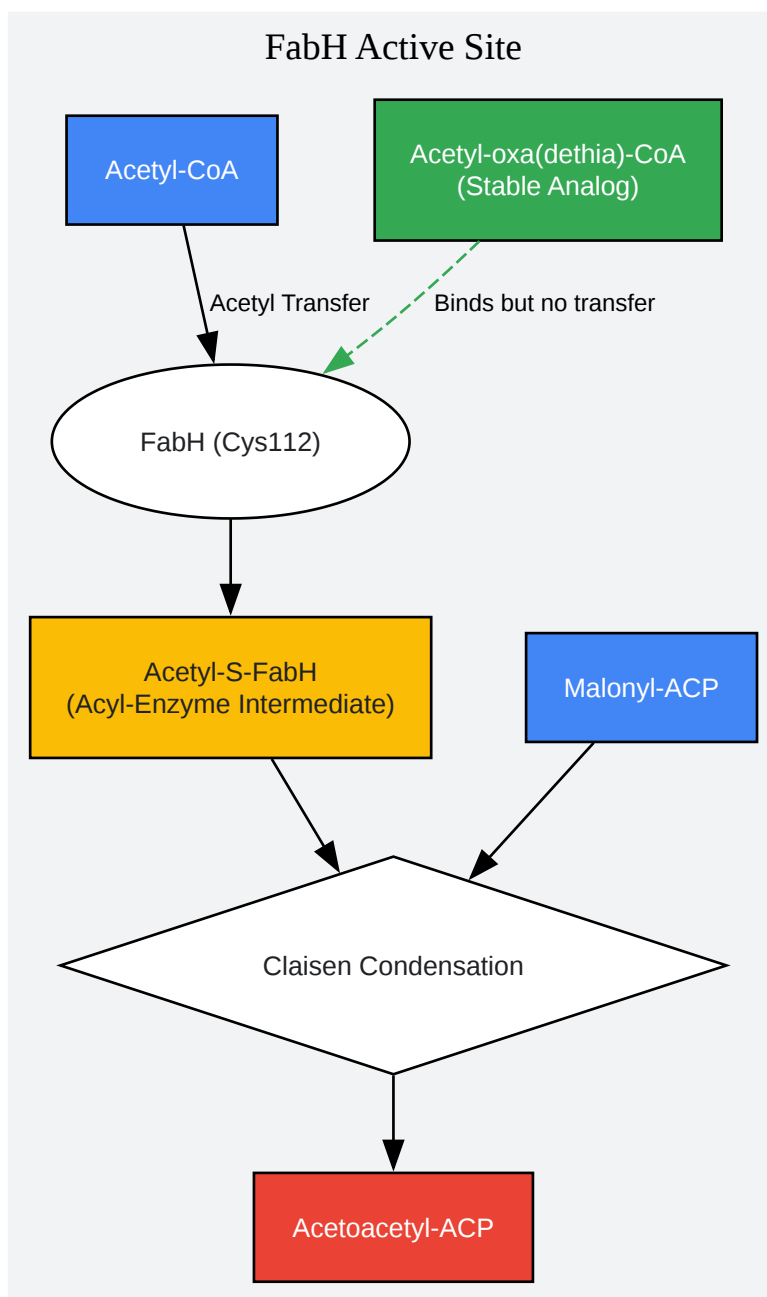 FabH Active Site
Acetyl-CoA
Acetyl-oxa(dethia)-CoA
(Stable Analog)
Acetyl Transfer
Binds but no transfer
FabH (Cys112)
Acetyl-S-FabH
(Acyl-Enzyme Intermediate)
Malonyl-ACP
Claisen Condensation
Acetoacetyl-ACP